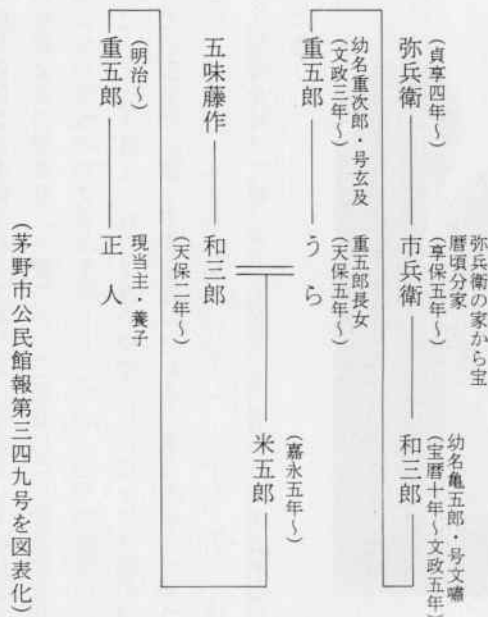 (貞享四年~)
弥兵衛
弥兵衛の家から宝
暦頃分家
(享保五年~)
市兵衛
幼名亀五郎・号文嘯
(宝暦十年~文政五年)
和三郎
幼名重次郎・号玄及
(文政三年~)
重五郎
重五郎長女
(天保五年~)
うら
(嘉永五年~)
米五郎
五味藤作
和三郎
(天保二年~)
(明治~)
重五郎
現当主・養子
正人
(茅野市公民館報第三四九号を図表化)